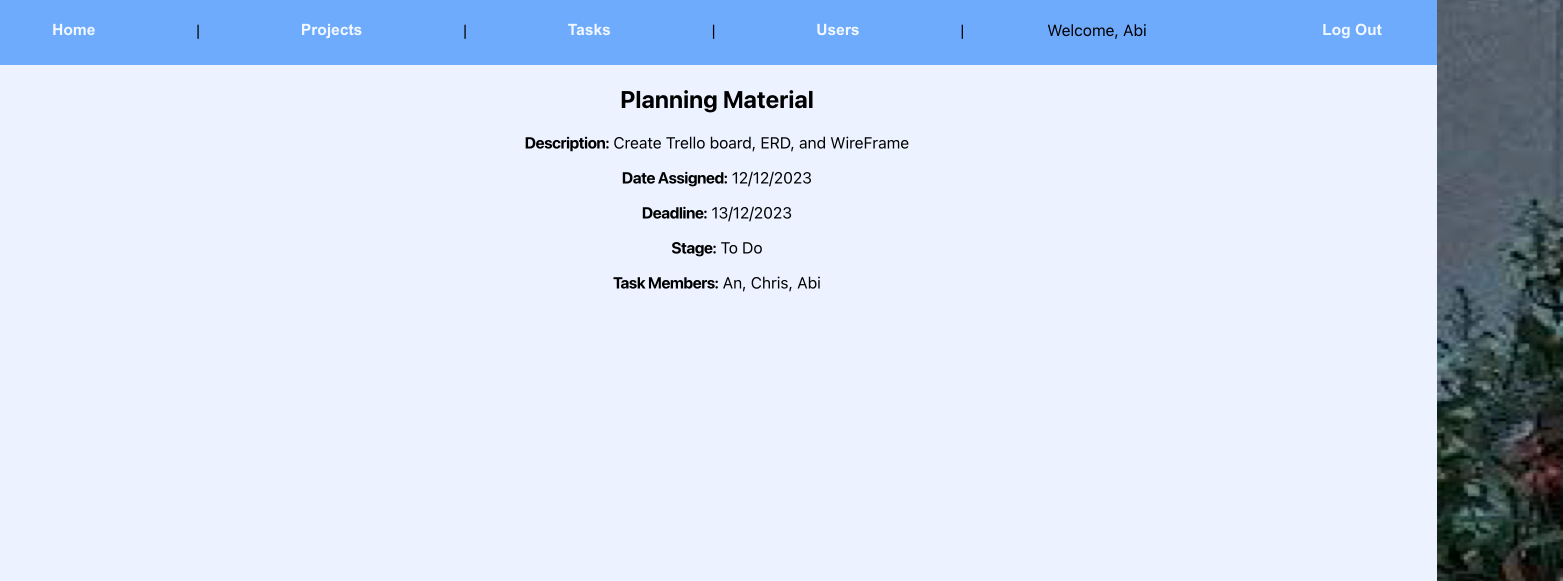 Home | Projects | Tasks | Users | Welcome, Abi Log Out
Planning Material
Description: Create Trello board, ERD, and WireFrame
Date Assigned: 12/12/2023
Deadline: 13/12/2023
Stage: To Do
Task Members: An, Chris, Abi